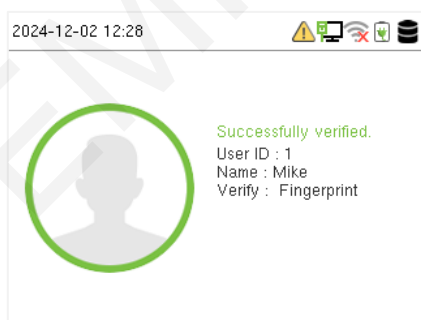 2024-12-02 12:28
Successfully verified.
User ID : 1
Name : Mike
Verify : Fingerprint